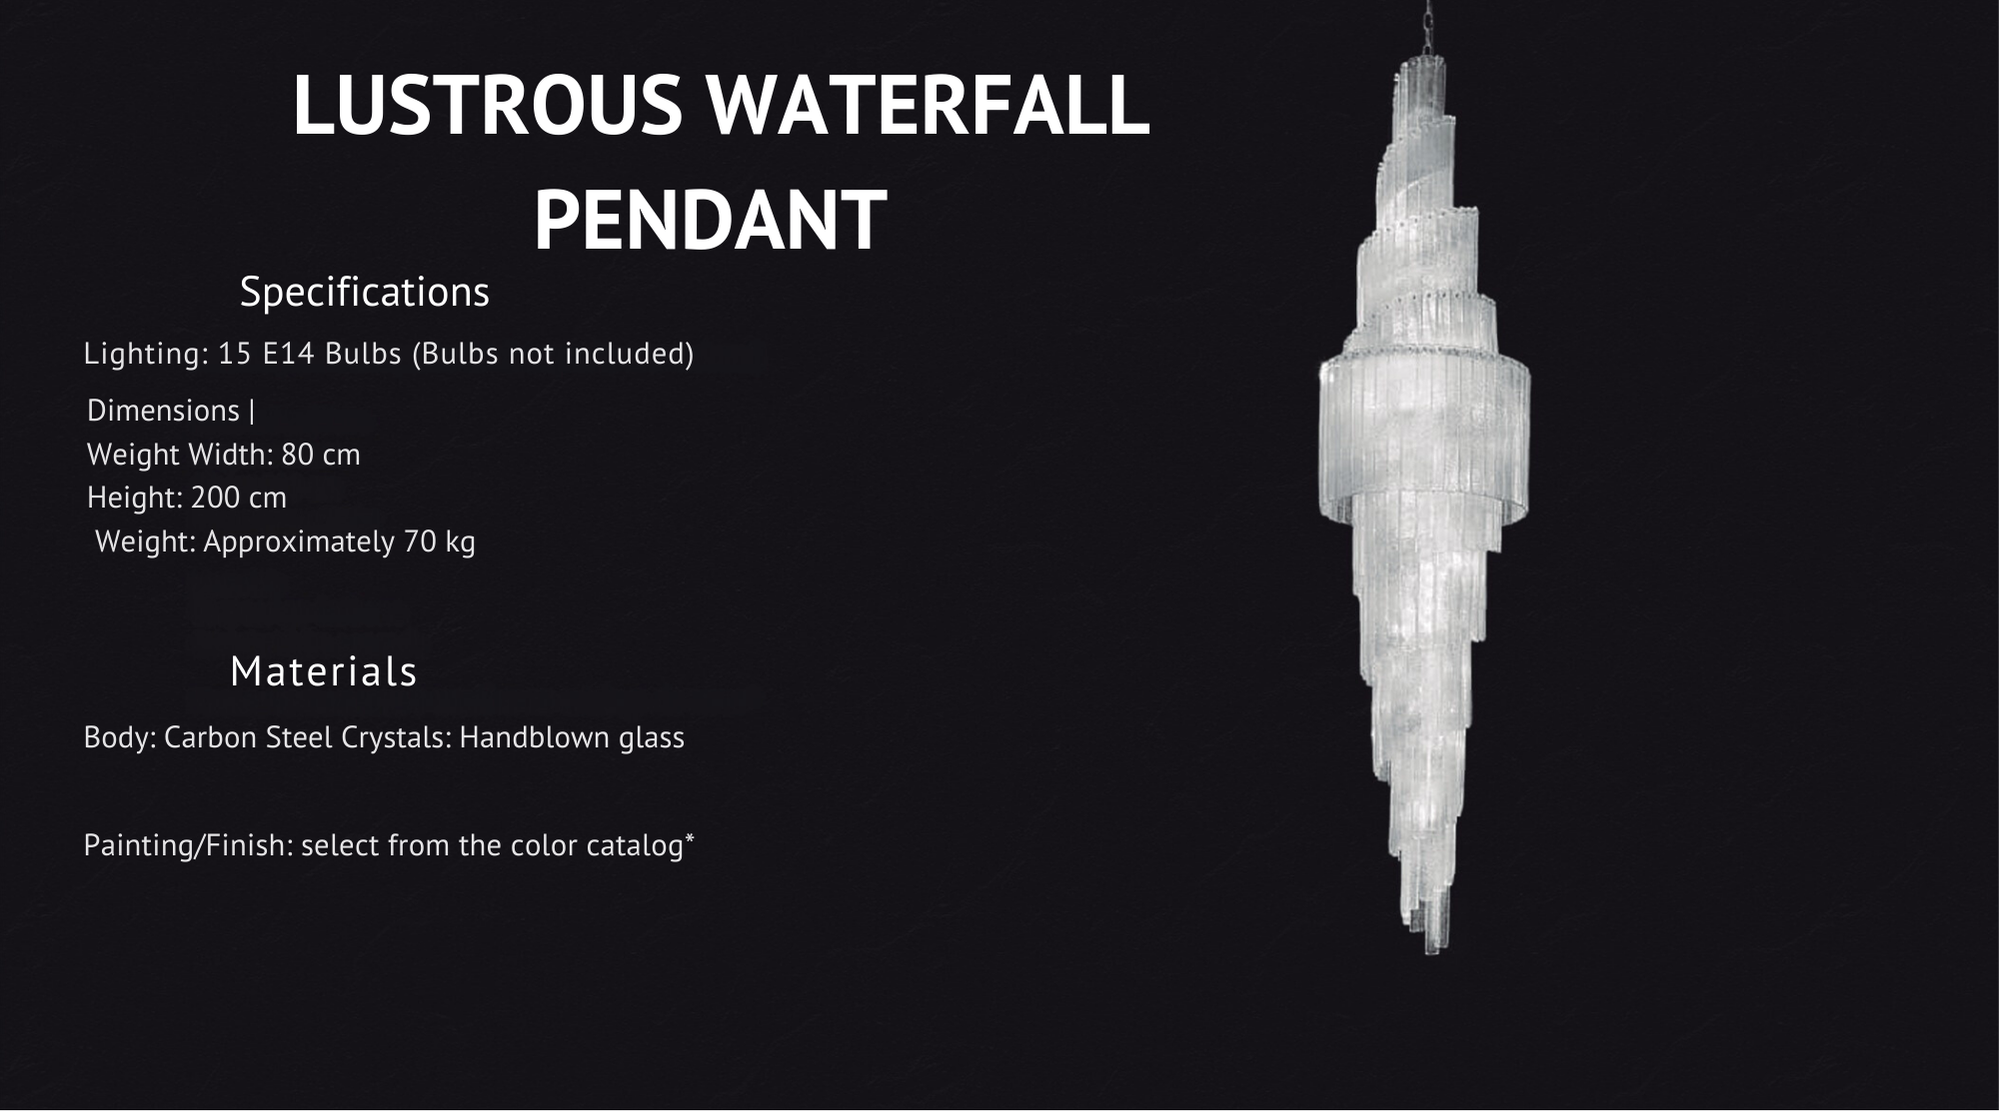 LUSTROUS WATERFALL
PENDANT
Specifications
Lighting: 15 E14 Bulbs (Bulbs not included)
Dimensions |
Weight Width: 80 cm
Height: 200 cm
Weight: Approximately 70 kg
Materials
Body: Carbon Steel Crystals: Handblown glass
Painting/Finish: select from the color catalog*